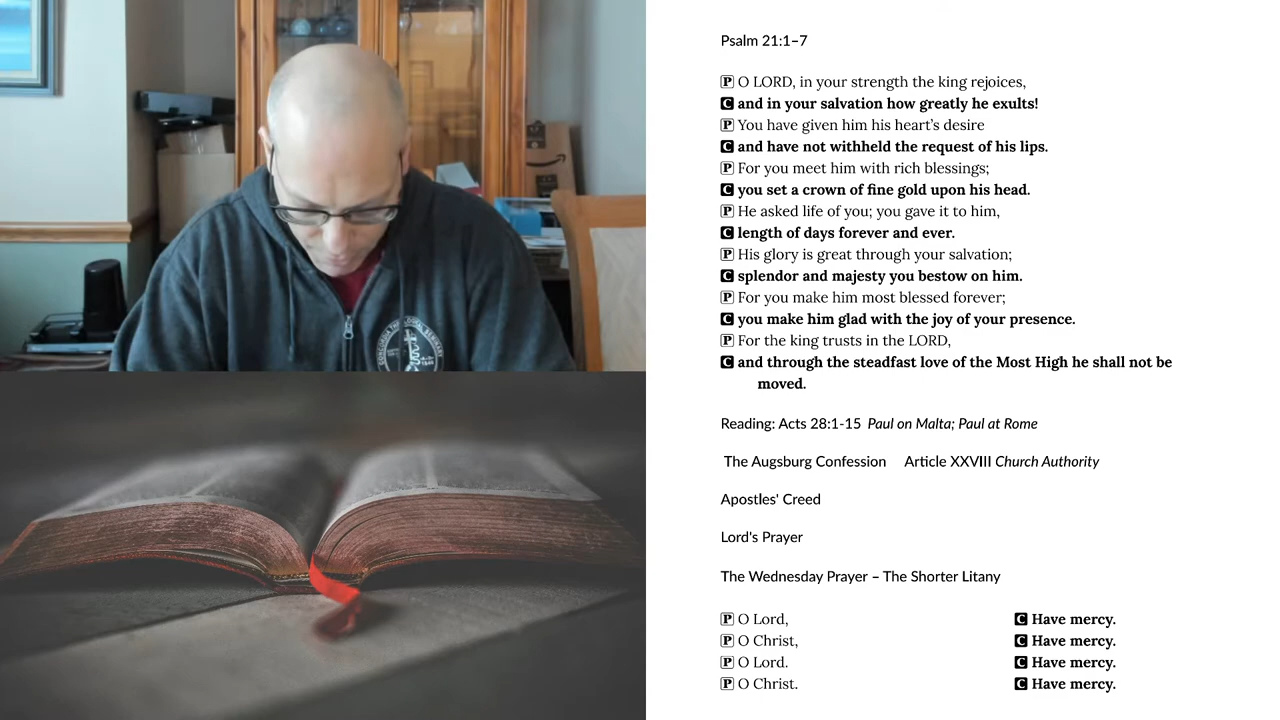 CONCORDIA THEOLOGICAL SEMINARY
Psalm 21:1–7
P O LORD, in your strength the king rejoices,
C and in your salvation how greatly he exults!
P You have given him his heart’s desire
C and have not withheld the request of his lips.
P For you meet him with rich blessings;
C you set a crown of fine gold upon his head.
P He asked life of you; you gave it to him,
C length of days forever and ever.
P His glory is great through your salvation;
C splendor and majesty you bestow on him.
P For you make him most blessed forever;
C you make him glad with the joy of your presence.
P For the king trusts in the LORD,
C and through the steadfast love of the Most High he shall not be
moved.
Reading: Acts 28:1-15 Paul on Malta; Paul at Rome
The Augsburg Confession Article XXVIII Church Authority
Apostles' Creed
Lord's Prayer
The Wednesday Prayer – The Shorter Litany
P O Lord, C Have mercy.
P O Christ, C Have mercy.
P O Lord. C Have mercy.
P O Christ. C Have mercy.